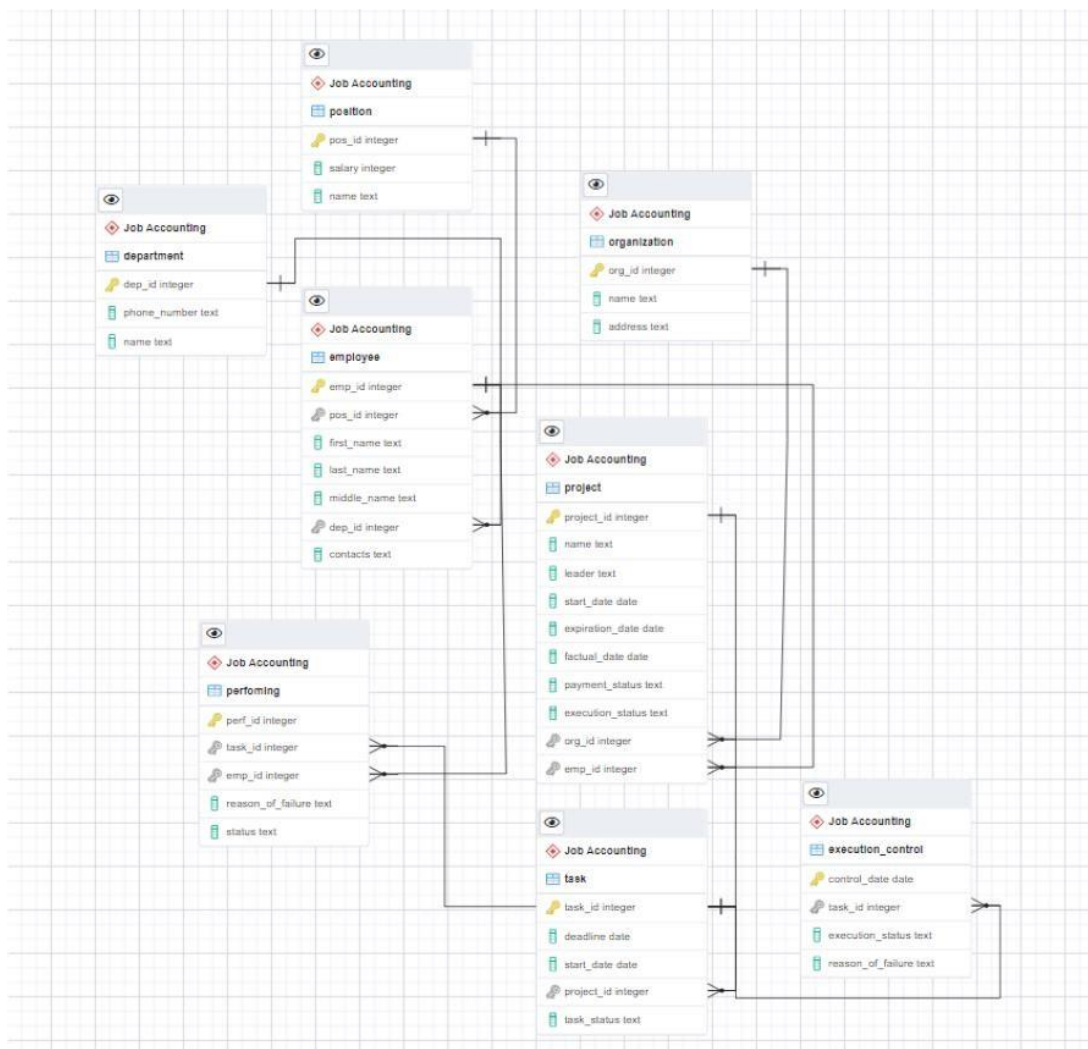 Job Accounting
position
pos_id integer
salary integer
name text
Job Accounting
department
dep_id integer
phone_number text
name text
Job Accounting
organization
org_id integer
name text
address text
Job Accounting
employee
emp_id integer
pos_id integer
first_name text
last_name text
middle_name text
dep_id integer
contacts text
Job Accounting
project
project_id integer
name text
leader text
start_date date
expiration_date date
factual_date date
payment_status text
execution_status text
org_id integer
emp_id integer
Job Accounting
perfoming
perf_id integer
task_id integer
emp_id integer
reason_of_failure text
status text
Job Accounting
task
task_id integer
deadline date
start_date date
project_id integer
task_status text
Job Accounting
execution_control
control_date date
task_id integer
execution_status text
reason_of_failure text